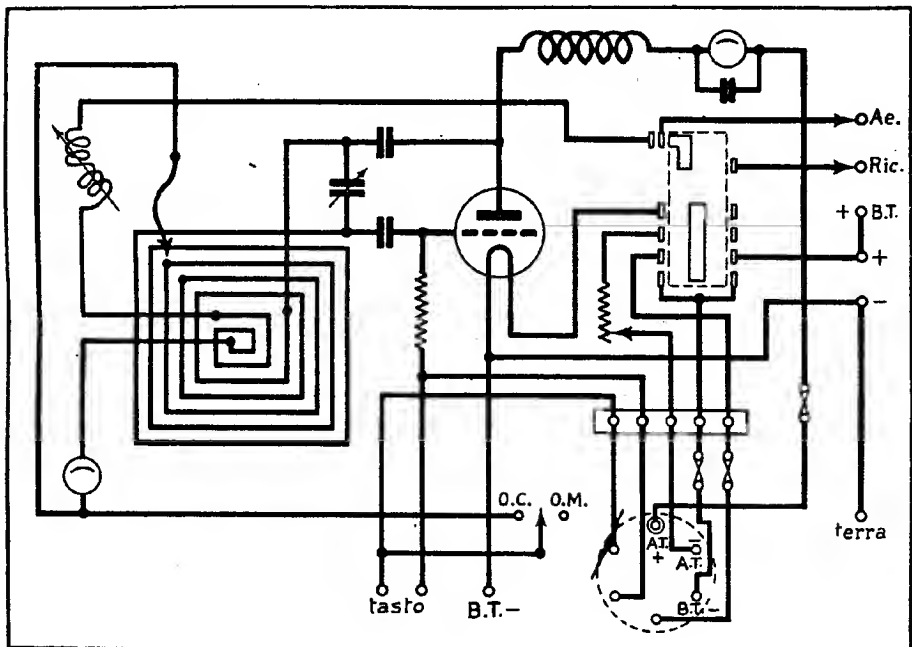 Ae.
Ric.
+ B.T.
+
-
O.C. O.M.
A.T.
+
-
A.T.
terra
tasto
B.T.-
B.T.-